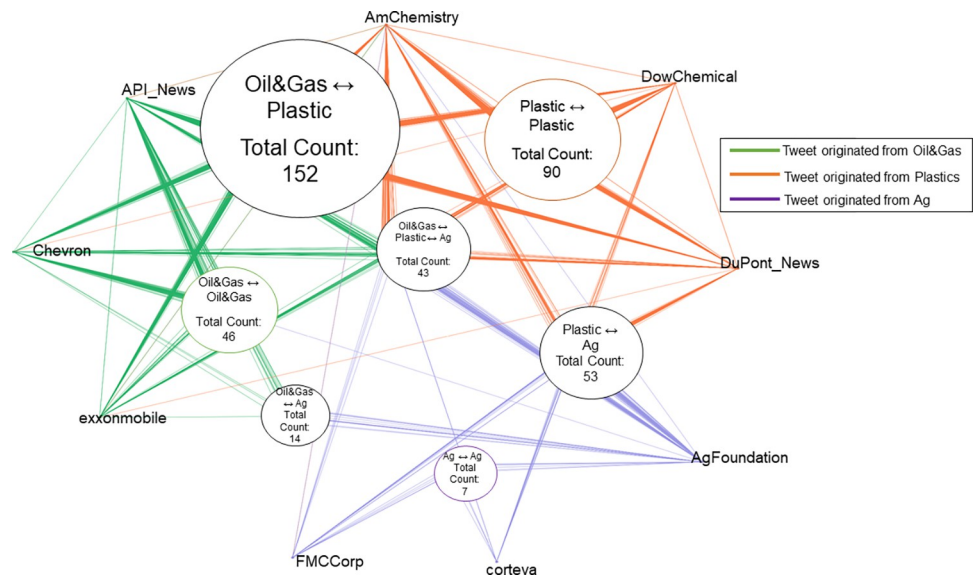 AmChemistry
DowChemical
API_News
Oil&Gas ↔
Plastic
Total Count:
152
Plastic ↔
Plastic
Total Count:
90
Tweet originated from Oil&Gas
Tweet originated from Plastics
Tweet originated from Ag
Oil&Gas ↔
Plastic ↔ Ag
Total Count:
43
Chevron
DuPont_News
Oil&Gas ↔
Oil&Gas
Total Count:
46
Plastic ↔
Ag
Total Count:
53
exxonmobile
Oil&Gas
↔ Ag
Total
Count:
14
AgFoundation
Ag ↔ Ag
Total
Count:
7
FMCCorp
corteva